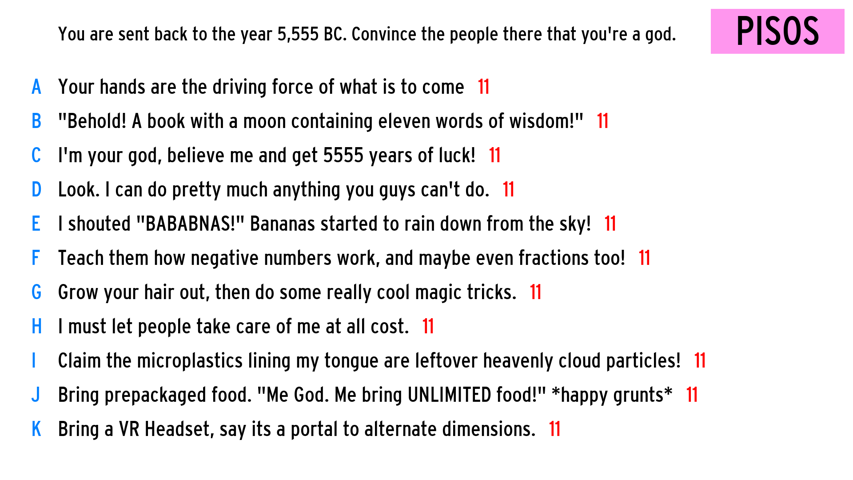 You are sent back to the year 5,555 BC. Convince the people there that you're a god.
PISOS
A Your hands are the driving force of what is to come 11
B "Behold! A book with a moon containing eleven words of wisdom!" 11
C I'm your god, believe me and get 5555 years of luck! 11
D Look. I can do pretty much anything you guys can't do. 11
E I shouted "BABABNAS!" Bananas started to rain down from the sky! 11
F Teach them how negative numbers work, and maybe even fractions too! 11
G Grow your hair out, then do some really cool magic tricks. 11
H I must let people take care of me at all cost. 11
I Claim the microplastics lining my tongue are leftover heavenly cloud particles! 11
J Bring prepackaged food. "Me God. Me bring UNLIMITED food!" *happy grunts* 11
K Bring a VR Headset, say its a portal to alternate dimensions. 11